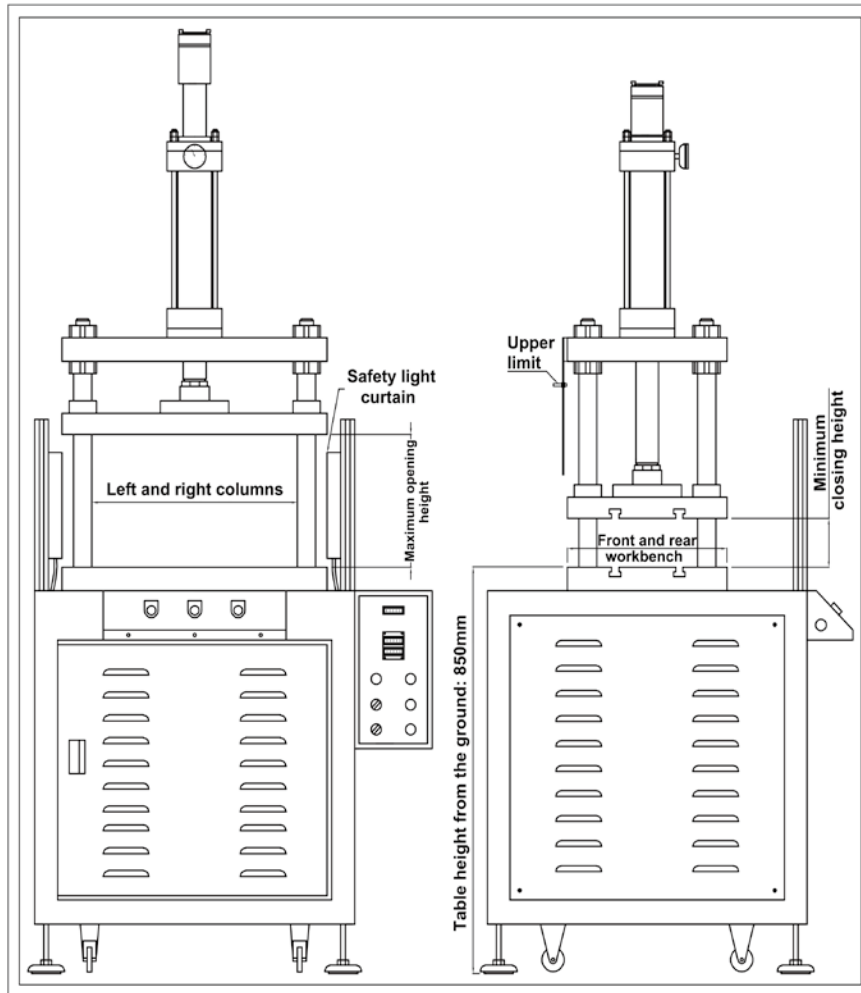 Safety light
curtain
Left and right columns
Maximum opening
height
Upper
limit
Minimum
closing height
Front and rear
workbench
Table height from the ground: 850mm